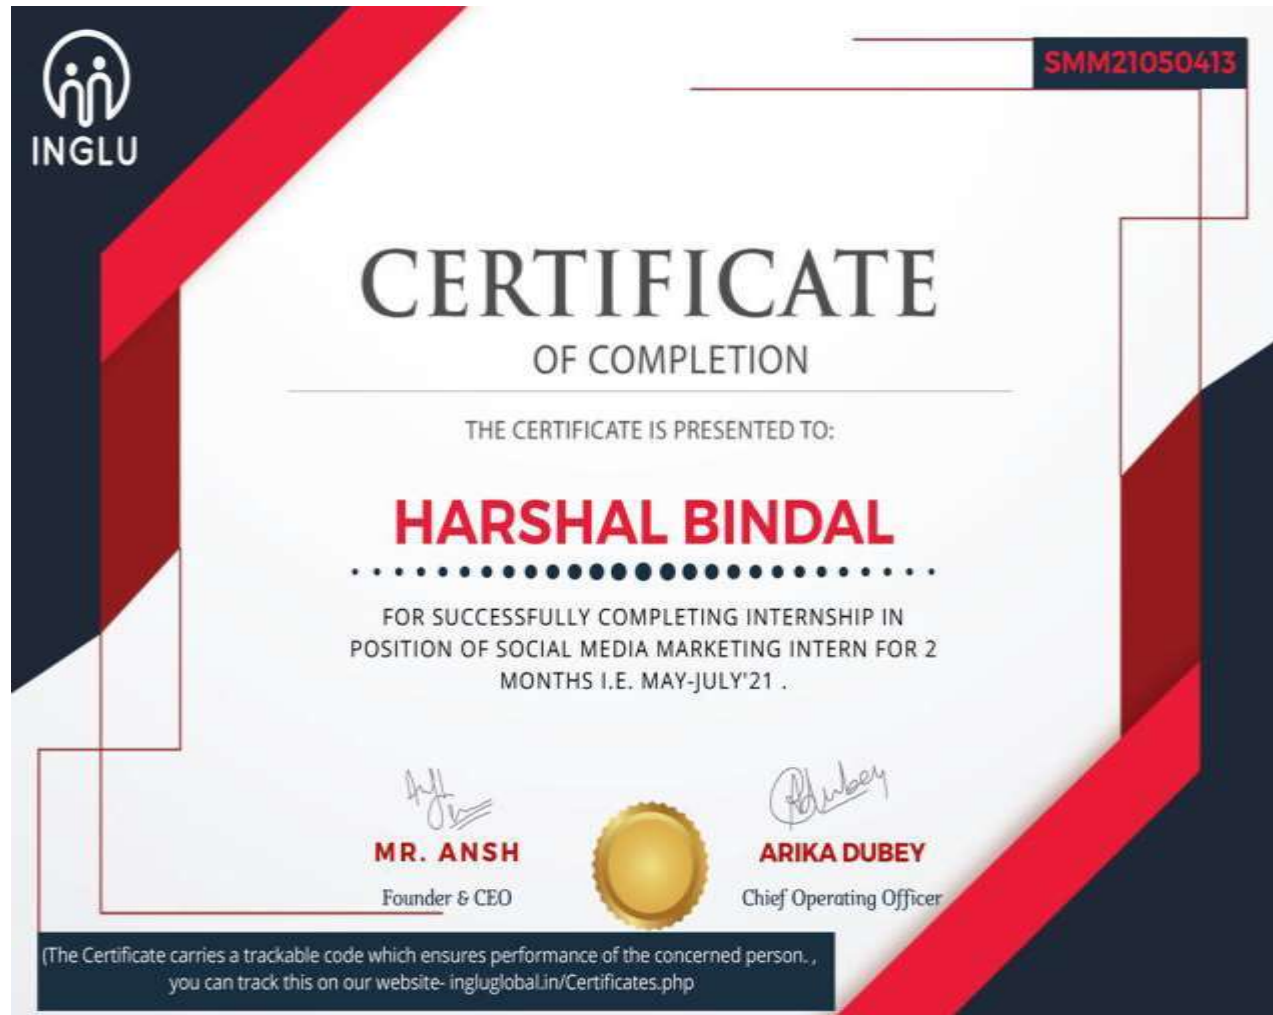 INGLU
SMM21050413
CERTIFICATE
OF COMPLETION
THE CERTIFICATE IS PRESENTED TO:
HARSHAL BINDAL
FOR SUCCESSFULLY COMPLETING INTERNSHIP IN
POSITION OF SOCIAL MEDIA MARKETING INTERN FOR 2
MONTHS I.E. MAY-JULY'21 .
MR. ANSH
Founder & CEO
ARIKA DUBEY
Chief Operating Officer
(The Certificate carries a trackable code which ensures performance of the concerned person. ,
you can track this on our website- ingluglobal.in/Certificates.php